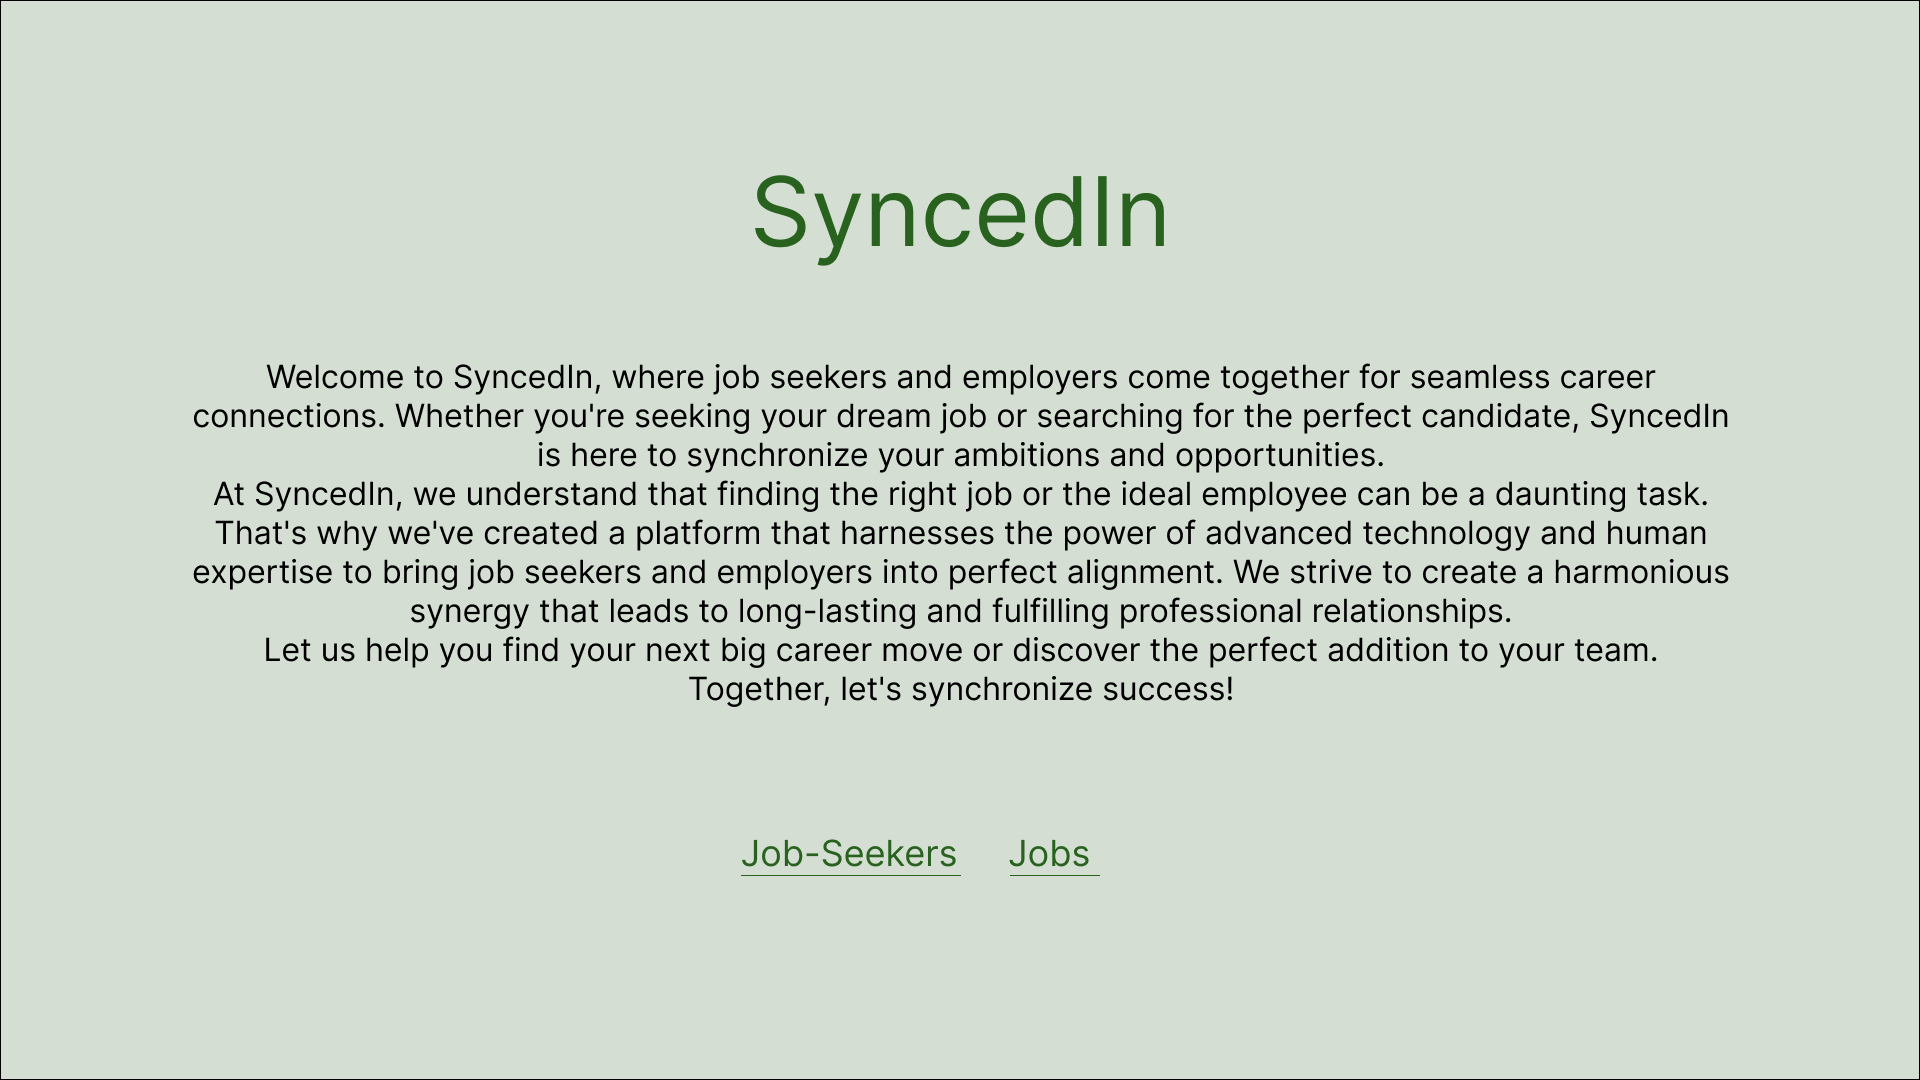 SyncedIn
Welcome to SyncedIn, where job seekers and employers come together for seamless career
connections. Whether you're seeking your dream job or searching for the perfect candidate, SyncedIn
is here to synchronize your ambitions and opportunities.
At SyncedIn, we understand that finding the right job or the ideal employee can be a daunting task.
That's why we've created a platform that harnesses the power of advanced technology and human
expertise to bring job seekers and employers into perfect alignment. We strive to create a harmonious
synergy that leads to long-lasting and fulfilling professional relationships.
Let us help you find your next big career move or discover the perfect addition to your team.
Together, let's synchronize success!
Job-Seekers Jobs